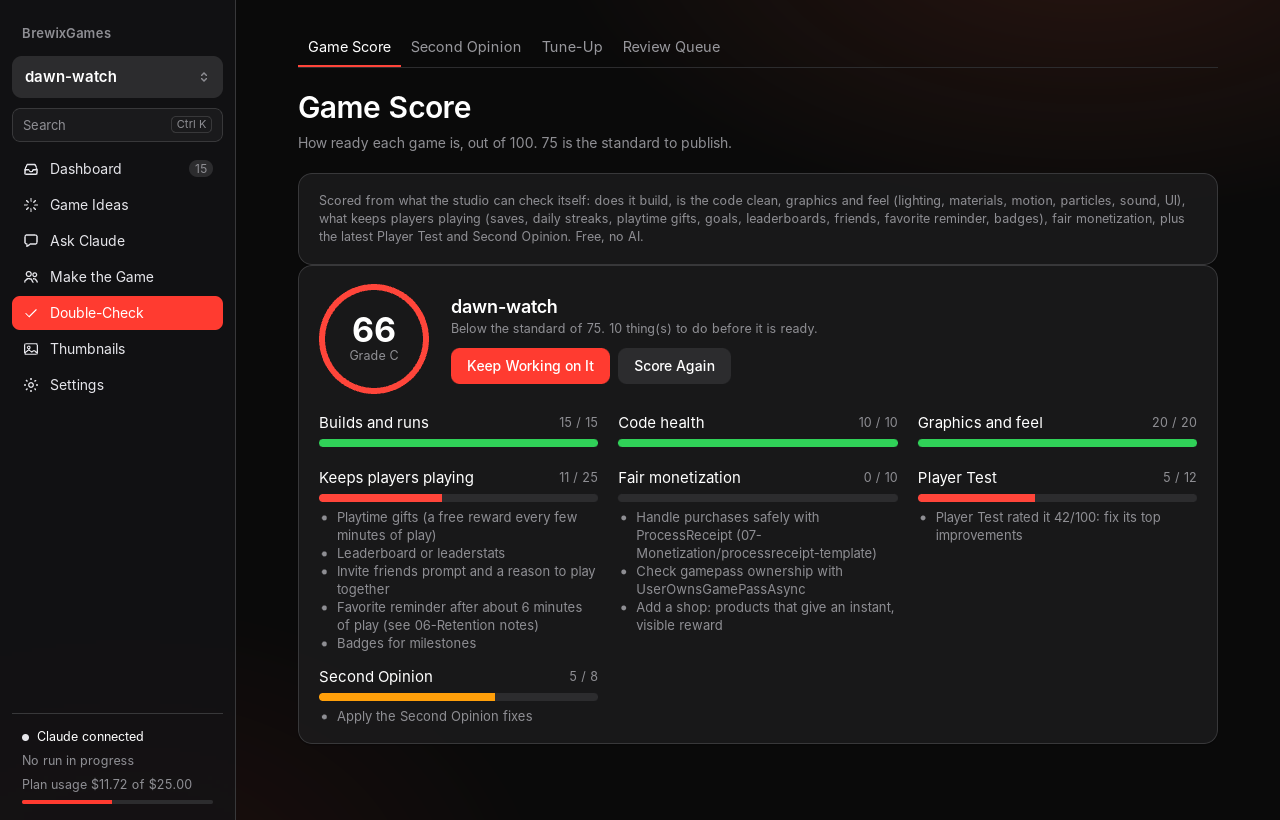 BrewixGames
dawn-watch
Search
Ctrl K
Dashboard
15
Game Ideas
Ask Claude
Make the Game
Double-Check
Thumbnails
Settings
Claude connected
No run in progress
Plan usage $11.72 of $25.00
Game Score
Second Opinion
Tune-Up
Review Queue
Game Score
How ready each game is, out of 100. 75 is the standard to publish.
Scored from what the studio can check itself: does it build, is the code clean, graphics and feel (lighting, materials, motion, particles, sound, UI),
what keeps players playing (saves, daily streaks, playtime gifts, goals, leaderboards, friends, favorite reminder, badges), fair monetization, plus
the latest Player Test and Second Opinion. Free, no AI.
66
Grade C
dawn-watch
Below the standard of 75. 10 thing(s) to do before it is ready.
Keep Working on It
Score Again
Builds and runs
15 / 15
Code health
10 / 10
Graphics and feel
20 / 20
Keeps players playing
11 / 25
Playtime gifts (a free reward every few
minutes of play)
Leaderboard or leaderstats
Invite friends prompt and a reason to play
together
Favorite reminder after about 6 minutes
of play (see 06-Retention notes)
Badges for milestones
Fair monetization
0 / 10
Handle purchases safely with
ProcessReceipt (07-
Monetization/processreceipt-template)
Check gamepass ownership with
UserOwnsGamePassAsync
Add a shop: products that give an instant,
visible reward
Player Test
5 / 12
Player Test rated it 42/100: fix its top
improvements
Second Opinion
5 / 8
Apply the Second Opinion fixes